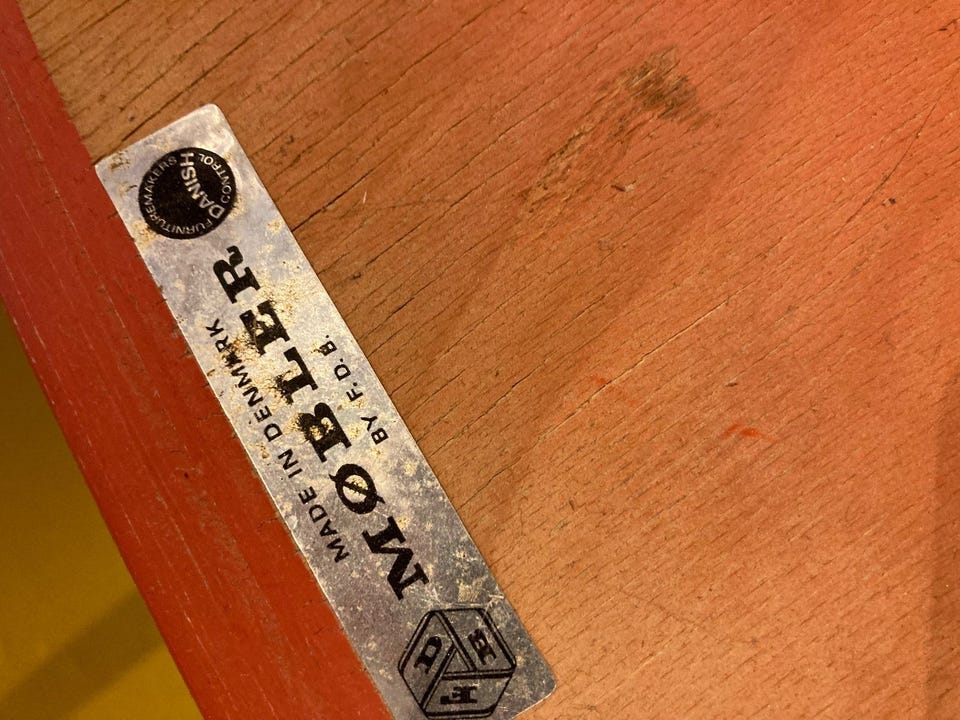 F D B
MADE IN DENMARK
MØBLER
BY F.D.B.
FURNITUREMAKERS
DANISH
CONTROL